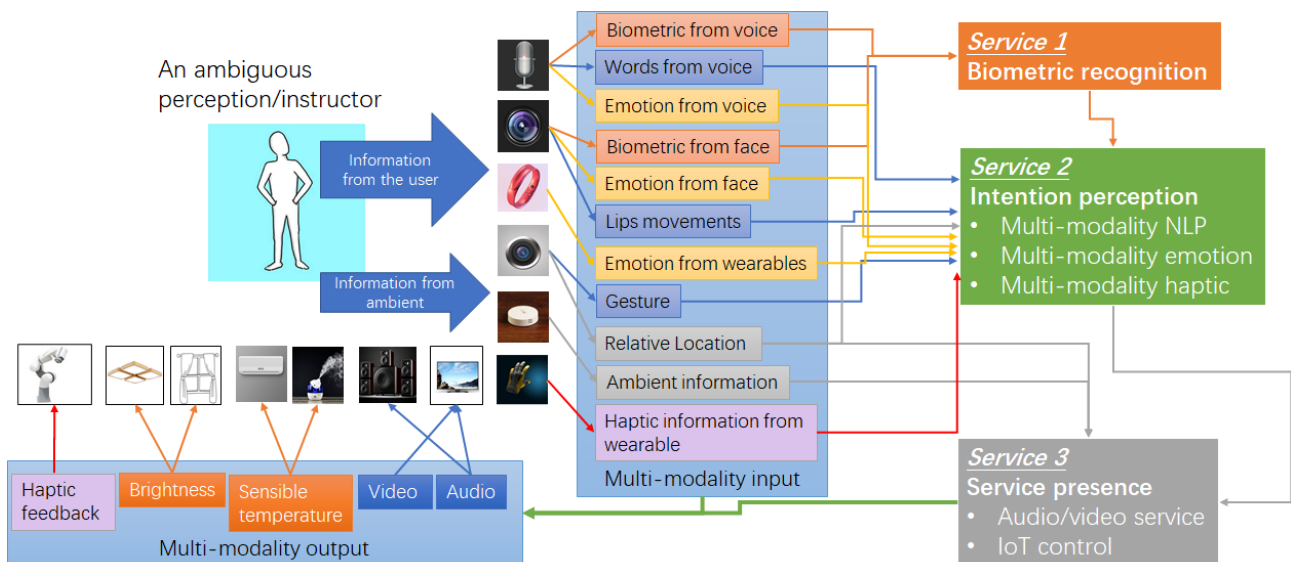 An ambiguous
perception/instructor
Information
from the user
Information from
ambient
Biometric from voice
Words from voice
Emotion from voice
Biometric from face
Emotion from face
Lips movements
Emotion from wearables
Gesture
Relative Location
Ambient information
Haptic information from
wearable
Multi-modality input
Service 1
Biometric recognition
Service 2
Intention perception
• Multi-modality NLP
• Multi-modality emotion
• Multi-modality haptic
Service 3
Service presence
• Audio/video service
• IoT control
Haptic
feedback
Brightness
Sensible
temperature
Video
Audio
Multi-modality output